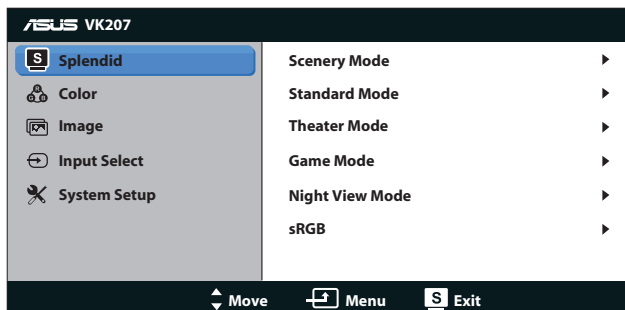 ASUS VK207
S Splendid
Color
Image
Input Select
System Setup
Scenery Mode
Standard Mode
Theater Mode
Game Mode
Night View Mode
sRGB
Move Menu S Exit